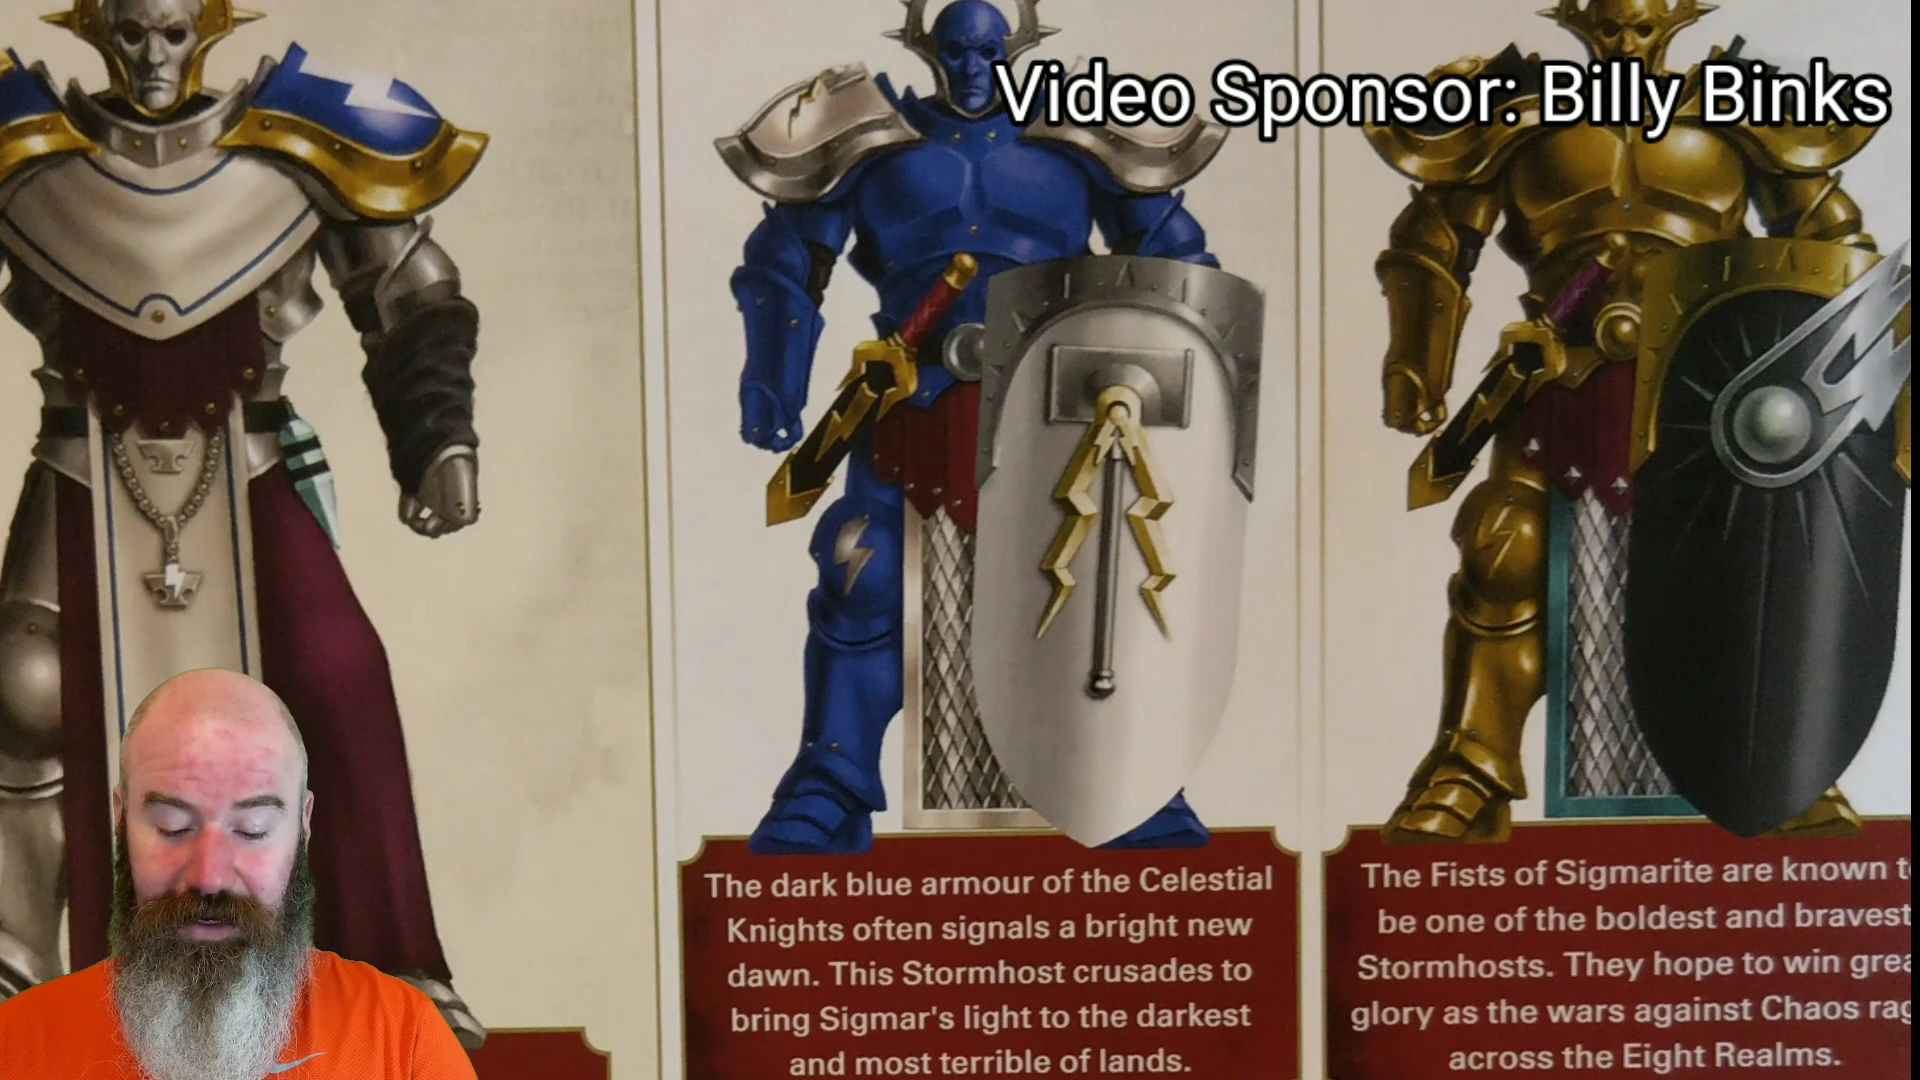 Video Sponsor: Billy Binks
The dark blue armour of the Celestial
Knights often signals a bright new
dawn. This Stormhost crusades to
bring Sigmar's light to the darkest
and most terrible of lands.
The Fists of Sigmarite are known
be one of the boldest and bravest
Stormhosts. They hope to win
glory as the wars against Chaos
across the Eight Realms.